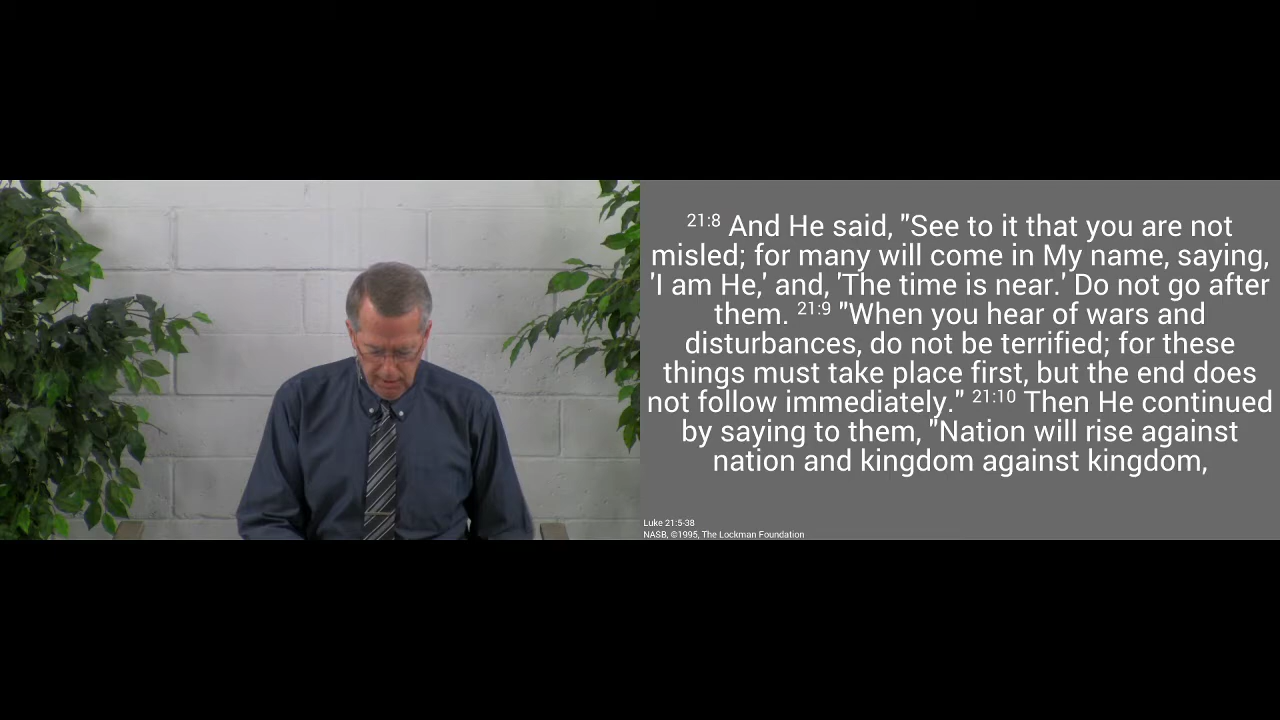 21:8 And He said, "See to it that you are not
misled; for many will come in My name, saying,
'I am He,' and, 'The time is near.' Do not go after
them. 21:9 "When you hear of wars and
disturbances, do not be terrified; for these
things must take place first, but the end does
not follow immediately." 21:10 Then He continued
by saying to them, "Nation will rise against
nation and kingdom against kingdom,
Luke 21:5-38
NASB, ©1995, The Lockman Foundation